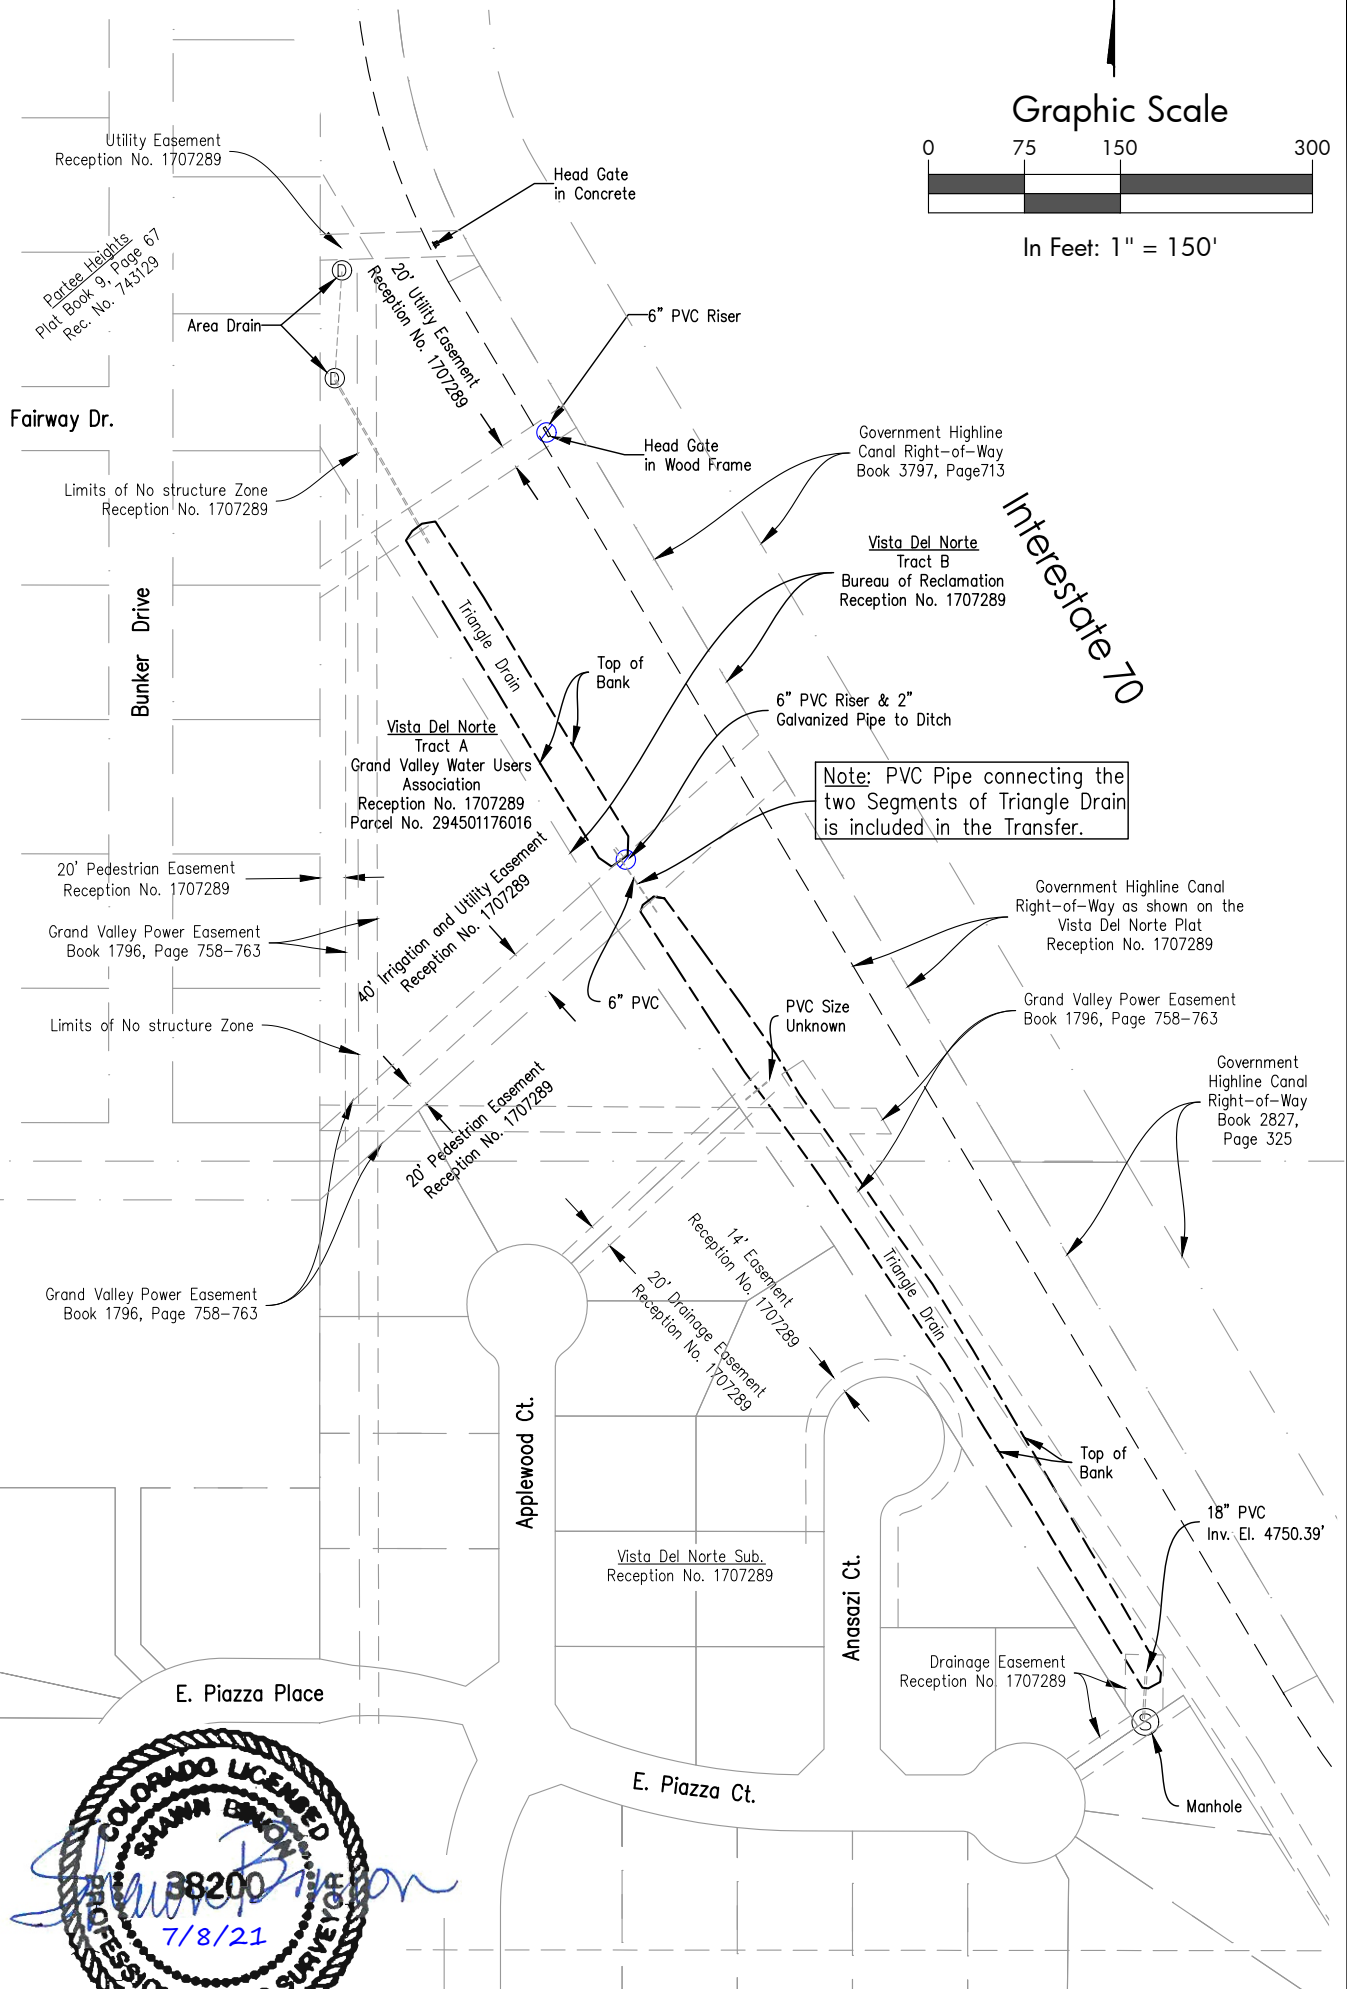 Graphic Scale
0 75 150 300
In Feet: 1" = 150'
Utility Easement
Reception No. 1707289
Head Gate
in Concrete
Partee Heights
Plat Book 9, Page 67
Rec. No. 743129
Area Drain
D
D
20' Utility Easement
Reception No. 1707289
6" PVC Riser
Fairway Dr.
Head Gate
in Wood Frame
Government Highline
Canal Right-of-Way
Book 3797, Page713
Limits of No structure Zone
Reception No. 1707289
Interestate 70
Vista Del Norte
Tract B
Bureau of Reclamation
Reception No. 1707289
Bunker Drive
Triangle Drain
Top of
Bank
6" PVC Riser & 2"
Galvanized Pipe to Ditch
Vista Del Norte
Tract A
Grand Valley Water Users
Association
Reception No. 1707289
Parcel No. 294501176016
Note: PVC Pipe connecting the
two Segments of Triangle Drain
is included in the Transfer.
20' Pedestrian Easement
Reception No. 1707289
40' Irrigation and Utility Easement
Reception No. 1707289
Government Highline Canal
Right-of-Way as shown on the
Vista Del Norte Plat
Reception No. 1707289
Grand Valley Power Easement
Book 1796, Page 758-763
6" PVC
PVC Size
Unknown
Grand Valley Power Easement
Book 1796, Page 758-763
Limits of No structure Zone
Government
Highline Canal
Right-of-Way
Book 2827,
Page 325
20' Pedestrian Easement
Reception No. 1707289
14' Easement
Reception No. 1707289
20' Drainage Easement
Reception No. 1707289
Triangle Drain
Grand Valley Power Easement
Book 1796, Page 758-763
Applewood Ct.
Top of
Bank
18" PVC
Inv. El. 4750.39'
Vista Del Norte Sub.
Reception No. 1707289
Anasazi Ct.
Drainage Easement
Reception No. 1707289
S
E. Piazza Place
E. Piazza Ct.
Manhole
COLORADO LICENSED
SHAWN BINION
38200
Shawn Binion
7/8/21
SURVEYOR